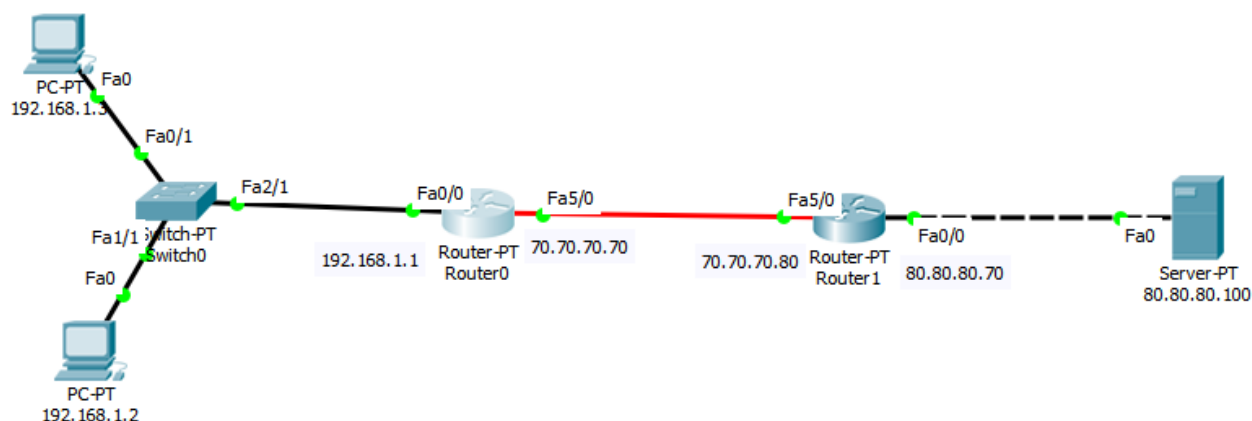 Fa0
PC-PT
192.168.1.3
Fa0/1
Fa2/1
Fa1/1
Switch-PT
Switch0
Fa0
PC-PT
192.168.1.2
Fa0/0
Fa5/0
192.168.1.1
Router-PT
Router0
70.70.70.70
Fa5/0
70.70.70.80
Router-PT
Router1
Fa0/0
80.80.80.70
Fa0
Server-PT
80.80.80.100